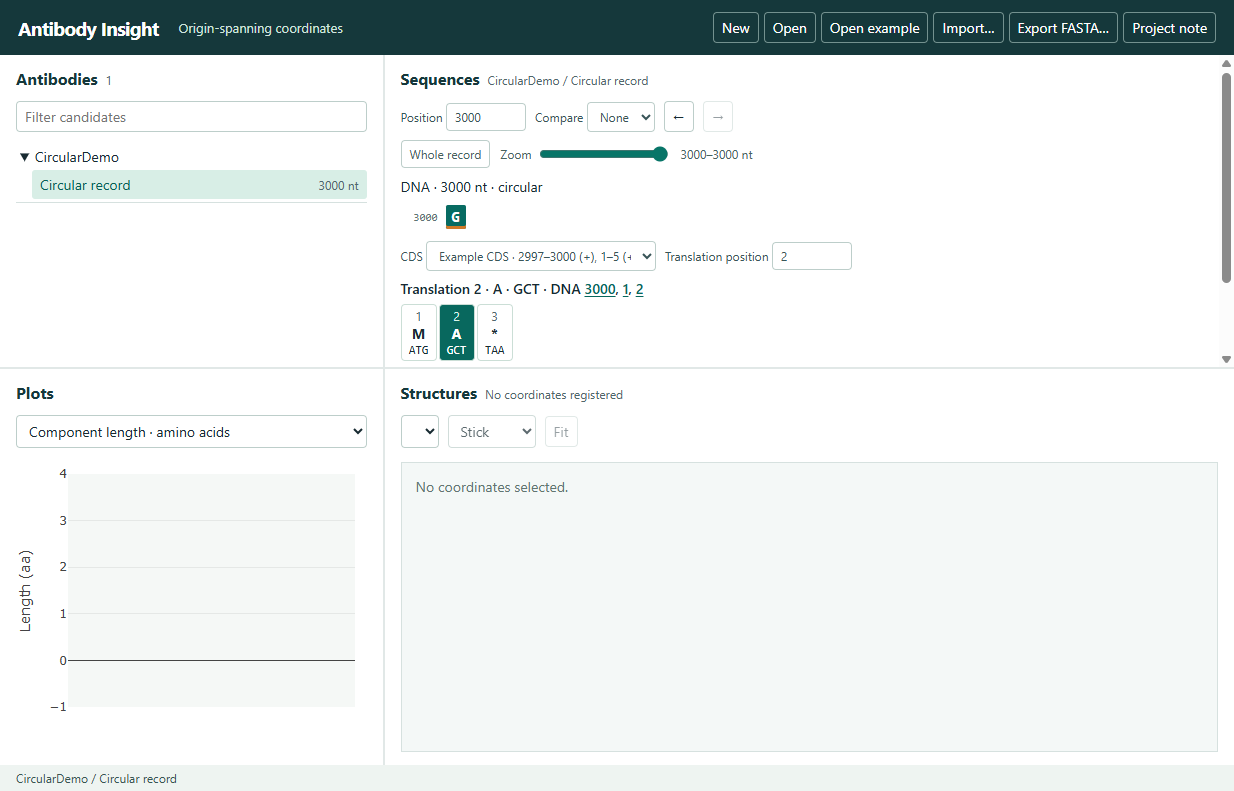 Antibody Insight Origin-spanning coordinates New Open Open example Import... Export FASTA... Project note
Antibodies 1
Filter candidates
▼ CircularDemo
Circular record 3000 nt
Sequences CircularDemo / Circular record
Position 3000 Compare None ← →
Whole record Zoom 3000–3000 nt
DNA · 3000 nt · circular
3000 G
CDS Example CDS · 2997–3000 (+), 1–5 (+ Translation position 2
Translation 2 · A · GCT · DNA 3000, 1, 2
1 2 3
M A *
ATG GCT TAA
Plots
Component length · amino acids
4
3
2
1
0
−1
Length (aa)
Structures No coordinates registered
Stick Fit
No coordinates selected.
CircularDemo / Circular record